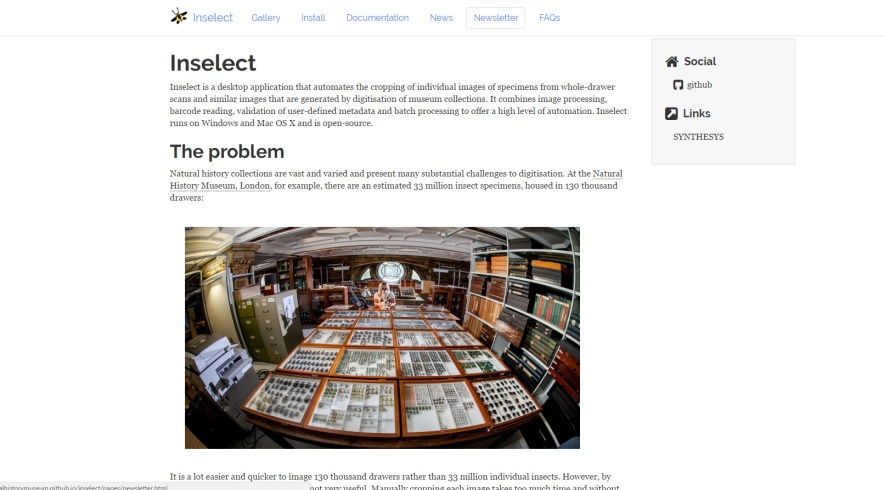 Inselect Gallery Install Documentation News Newsletter FAQs
Inselect
Inselect is a desktop application that automates the cropping of individual images of specimens from whole-drawer
scans and similar images that are generated by digitisation of museum collections. It combines image processing,
barcode reading, validation of user-defined metadata and batch processing to offer a high level of automation. Inselect
runs on Windows and Mac OS X and is open-source.
The problem
Natural history collections are vast and varied and present many substantial challenges to digitisation. At the Natural
History Museum, London, for example, there are an estimated 33 million insect specimens, housed in 130 thousand
drawers:
It is a lot easier and quicker to image 130 thousand drawers rather than 33 million individual insects. However, by
not very useful. Manually cropping each image takes too much time and without
alhistorymuseum.github.io/inselect/pages/newsletter.html
Social
github
Links
SYNTHESYS